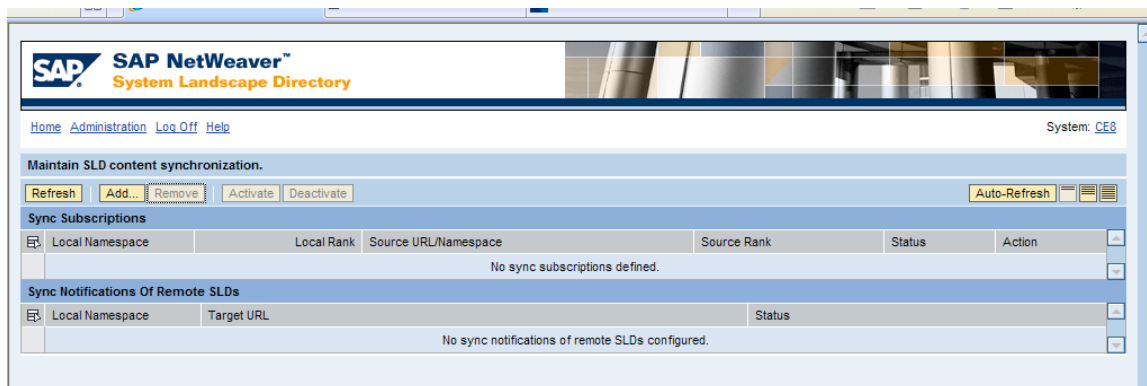 SAP SAP NetWeaver™
System Landscape Directory
Home Administration Log Off Help System: CE8
Maintain SLD content synchronization.
Refresh Add... Remove Activate Deactivate Auto-Refresh
Sync Subscriptions
Local Namespace Local Rank Source URL/Namespace Source Rank Status Action
No sync subscriptions defined.
Sync Notifications Of Remote SLDs
Local Namespace Target URL Status
No sync notifications of remote SLDs configured.